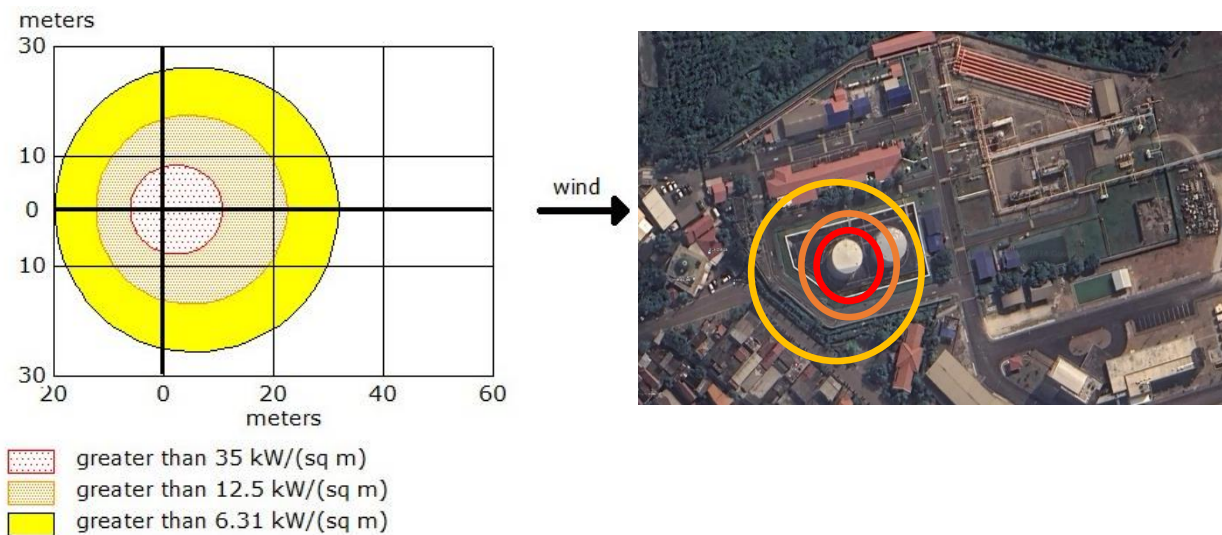 meters
30
10
0
10
30
20 0 20 40 60
meters
wind
greater than 35 kW/(sq m)
greater than 12.5 kW/(sq m)
greater than 6.31 kW/(sq m)